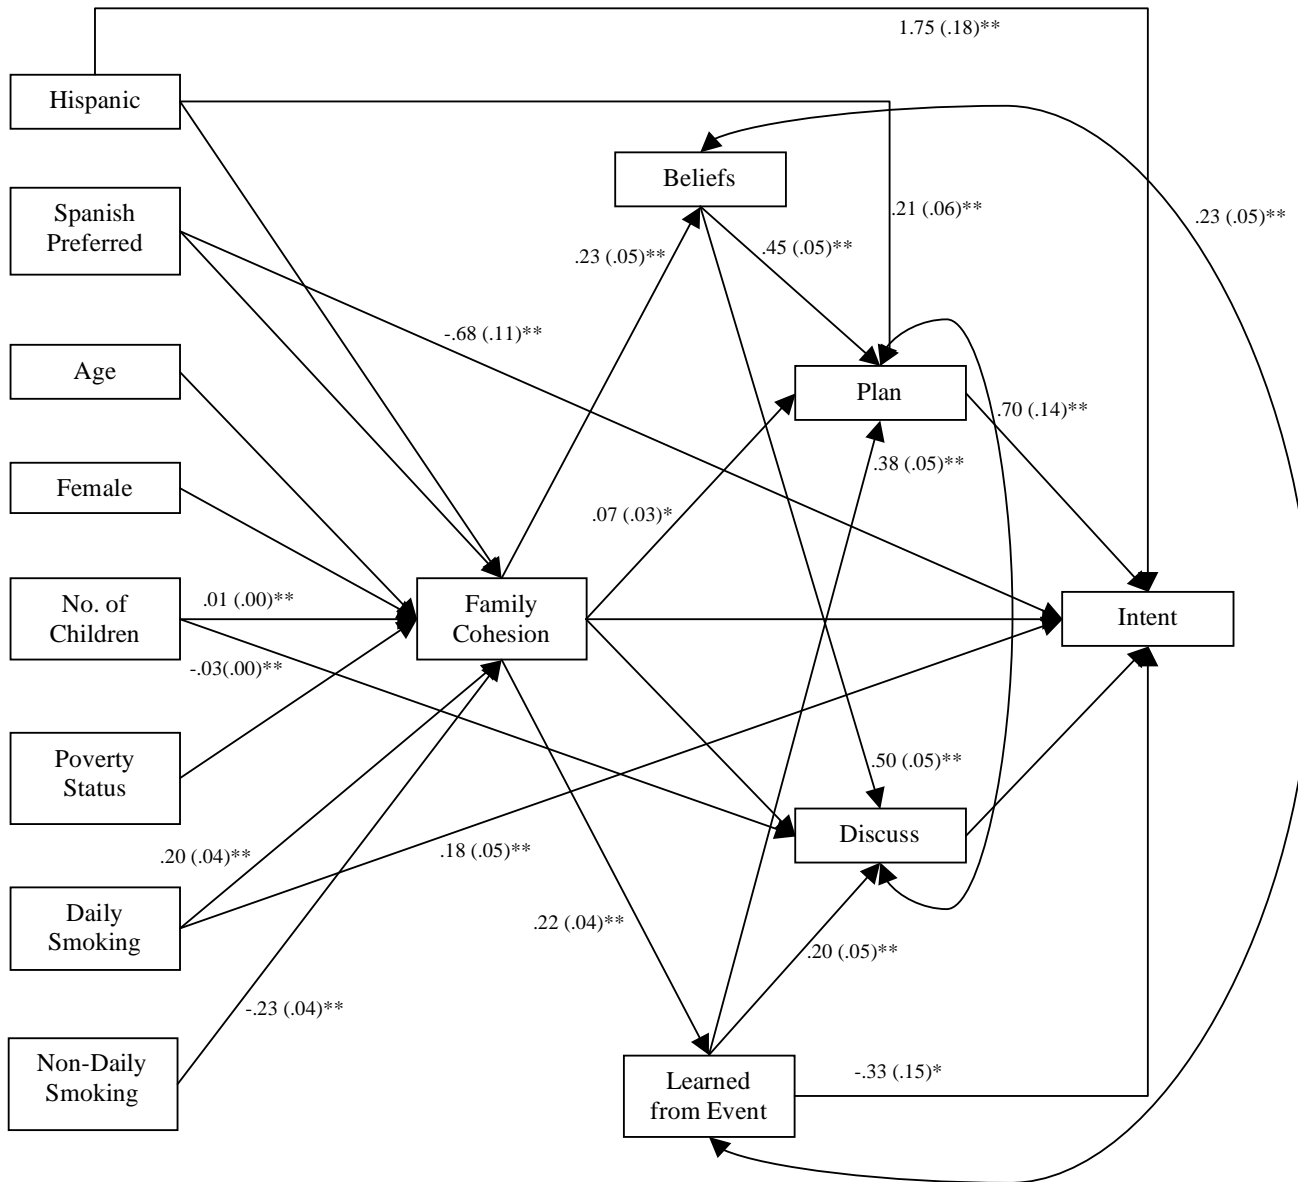 1.75 (.18)**
Hispanic
Beliefs
Spanish
Preferred
.21 (.06)**
.23 (.05)**
.45 (.05)**
.23 (.05)**
-.68 (.11)**
Age
Plan
.70 (.14)**
Female
.38 (.05)**
.07 (.03)*
No. of
Children
.01 (.00)**
Family
Cohesion
Intent
-.03(.00)**
Poverty
Status
.50 (.05)**
Discuss
.20 (.04)**
.18 (.05)**
Daily
Smoking
.22 (.04)**
.20 (.05)**
-.23 (.04)**
Non-Daily
Smoking
Learned
from Event
-.33 (.15)*